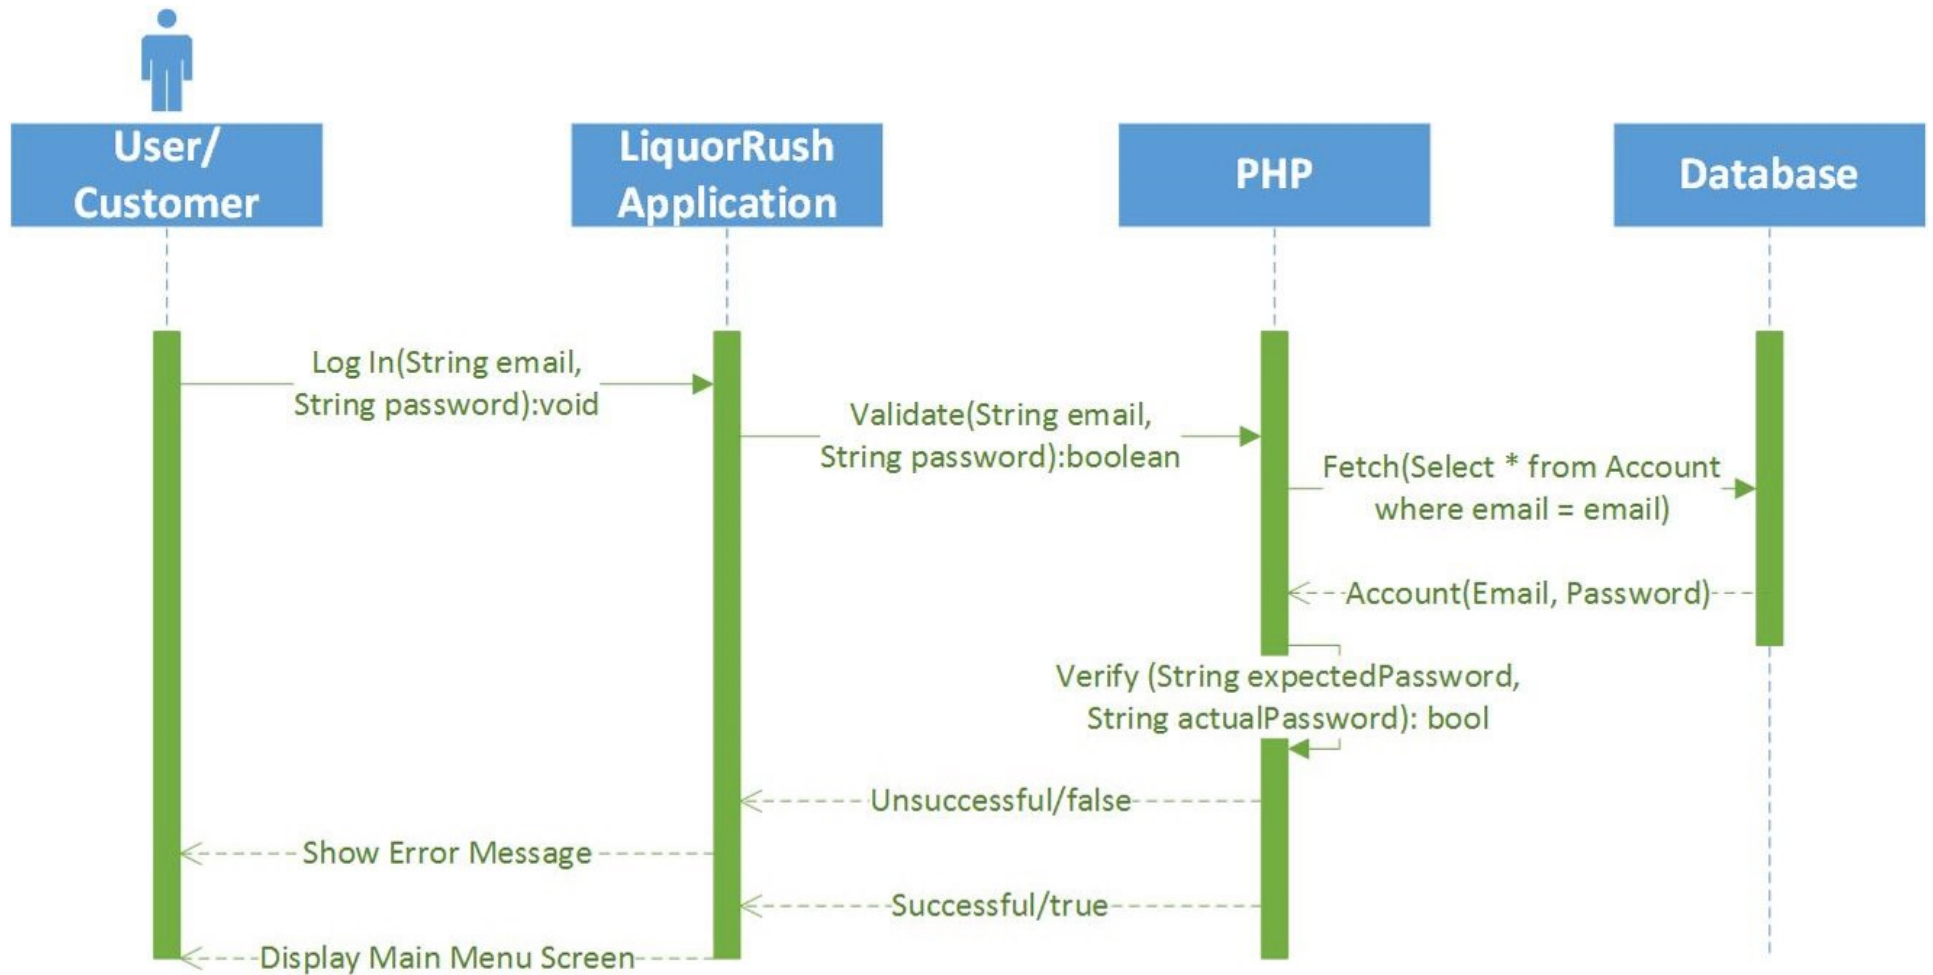 User/
Customer
LiquorRush
Application
PHP
Database
Log In(String email,
String password):void
Validate(String email,
String password):boolean
Fetch(Select * from Account
where email = email)
Account(Email, Password)
Verify (String expectedPassword,
String actualPassword): bool
Unsuccessful/false
Show Error Message
Successful/true
Display Main Menu Screen